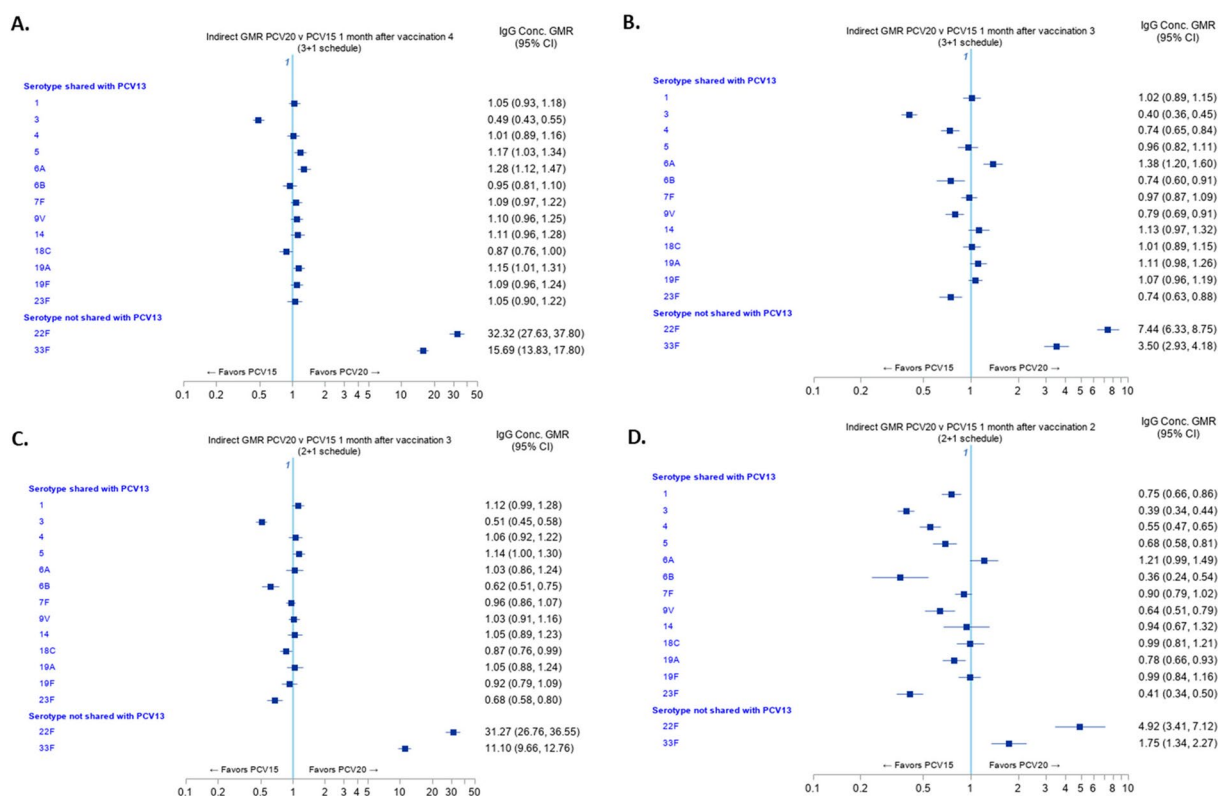 A.
Indirect GMR PCV20 v PCV15 1 month after vaccination 4
(3+1 schedule)
IgG Conc. GMR
(95% CI)
1
Serotype shared with PCV13
1 1.05 (0.93, 1.18)
3 0.49 (0.43, 0.55)
4 1.01 (0.89, 1.16)
5 1.17 (1.03, 1.34)
6A 1.28 (1.12, 1.47)
6B 0.95 (0.81, 1.10)
7F 1.09 (0.97, 1.22)
9V 1.10 (0.96, 1.25)
14 1.11 (0.96, 1.28)
18C 0.87 (0.76, 1.00)
19A 1.15 (1.01, 1.31)
19F 1.09 (0.96, 1.24)
23F 1.05 (0.90, 1.22)
Serotype not shared with PCV13
22F 32.32 (27.63, 37.80)
33F 15.69 (13.83, 17.80)
← Favors PCV15 Favors PCV20 →
0.1 0.5 1 2 3 4 5 10 20 30 50
B.
Indirect GMR PCV20 v PCV15 1 month after vaccination 3
(3+1 schedule)
IgG Conc. GMR
(95% CI)
1
Serotype shared with PCV13
1 1.02 (0.89, 1.15)
3 0.40 (0.36, 0.45)
4 0.74 (0.65, 0.84)
5 0.96 (0.82, 1.11)
6A 1.38 (1.20, 1.60)
6B 0.74 (0.60, 0.91)
7F 0.97 (0.87, 1.09)
9V 0.79 (0.69, 0.91)
14 1.13 (0.97, 1.32)
18C 1.01 (0.89, 1.15)
19A 1.11 (0.98, 1.26)
19F 1.07 (0.96, 1.19)
23F 0.74 (0.63, 0.88)
Serotype not shared with PCV13
22F 7.44 (6.33, 8.75)
33F 3.50 (2.93, 4.18)
← Favors PCV15 Favors PCV20 →
0.1 0.2 0.3 0.4 0.5 1 2 3 4 5 6 7 8 10
C.
Indirect GMR PCV20 v PCV15 1 month after vaccination 3
(2+1 schedule)
IgG Conc. GMR
(95% CI)
1
Serotype shared with PCV13
1 1.12 (0.99, 1.28)
3 0.51 (0.45, 0.58)
4 1.06 (0.92, 1.22)
5 1.14 (1.00, 1.30)
6A 1.03 (0.86, 1.24)
6B 0.62 (0.51, 0.75)
7F 0.96 (0.86, 1.07)
9V 1.03 (0.91, 1.16)
14 1.05 (0.89, 1.23)
18C 0.87 (0.76, 0.99)
19A 1.05 (0.88, 1.24)
19F 0.92 (0.79, 1.09)
23F 0.68 (0.58, 0.80)
Serotype not shared with PCV13
22F 31.27 (26.76, 36.55)
33F 11.10 (9.66, 12.76)
← Favors PCV15 Favors PCV20 →
0.1 0.5 1 2 3 4 5 10 20 30 50
D.
Indirect GMR PCV20 v PCV15 1 month after vaccination 2
(2+1 schedule)
IgG Conc. GMR
(95% CI)
1
Serotype shared with PCV13
1 0.75 (0.66, 0.86)
3 0.39 (0.34, 0.44)
4 0.55 (0.47, 0.65)
5 0.68 (0.58, 0.81)
6A 1.21 (0.99, 1.49)
6B 0.36 (0.24, 0.54)
7F 0.90 (0.79, 1.02)
9V 0.64 (0.51, 0.79)
14 0.94 (0.67, 1.32)
18C 0.99 (0.81, 1.21)
19A 0.78 (0.66, 0.93)
19F 0.99 (0.84, 1.16)
23F 0.41 (0.34, 0.50)
Serotype not shared with PCV13
22F 4.92 (3.41, 7.12)
33F 1.75 (1.34, 2.27)
← Favors PCV15 Favors PCV20 →
0.1 0.2 0.3 0.4 0.5 1 2 3 4 5 6 7 8 10